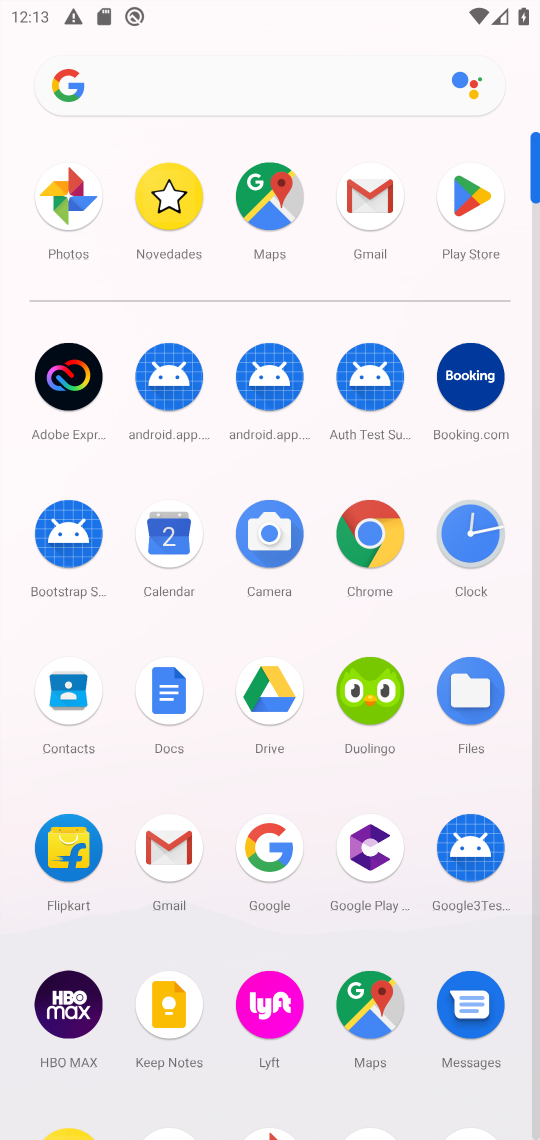 12:13
G
Photos Novedades Maps Gmail Play Store
Booking
Adobe Expr... android.app.... android.app.... Auth Test Su... Booking.com
2
Bootstrap S... Calendar Camera Chrome Clock
Contacts Docs Drive Duolingo Files
Flipkart Gmail Google Google Play ... Google3Tes...
HBO
max lyft
HBO MAX Keep Notes Lyft Maps Messages